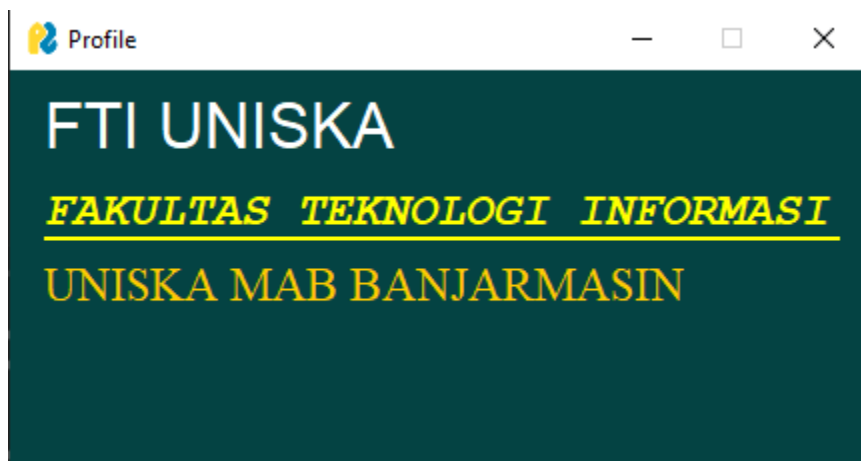 Profile
FTI UNISKA
FAKULTAS TEKNOLOGI INFORMASI
UNISKA MAB BANJARMASIN